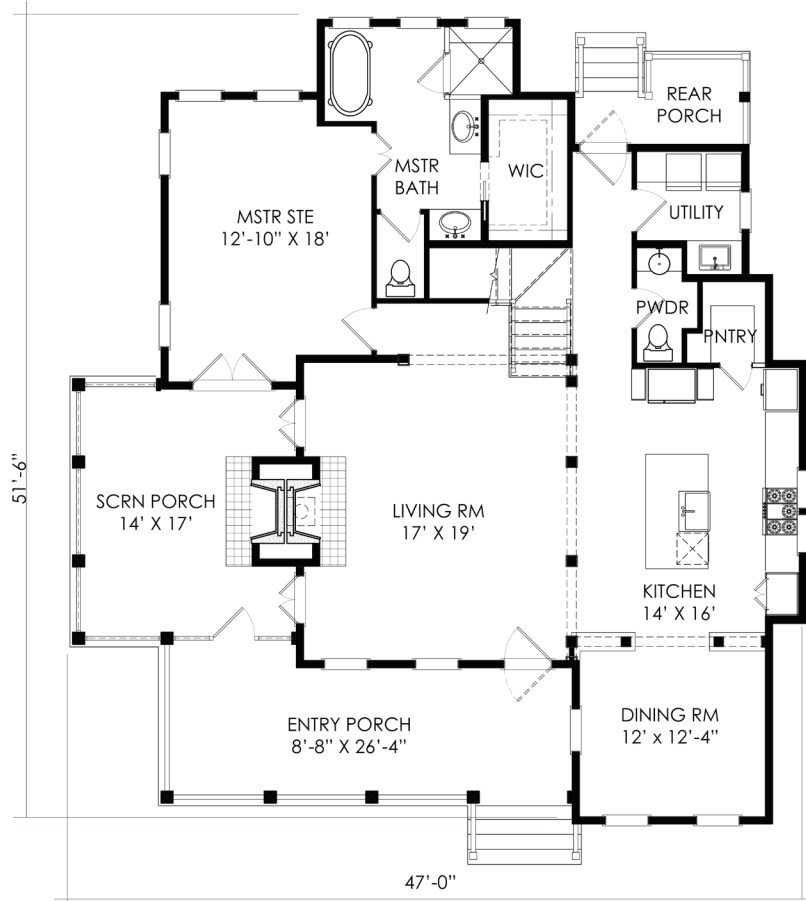 REAR
PORCH
MSTR
BATH
WIC
MSTR STE
12'-10" X 18'
UTILITY
PWDR
PNTRY
51'-6"
SCRN PORCH
14' X 17'
LIVING RM
17' X 19'
KITCHEN
14' X 16'
ENTRY PORCH
8'-8" X 26'-4"
DINING RM
12' x 12'-4"
47'-0"